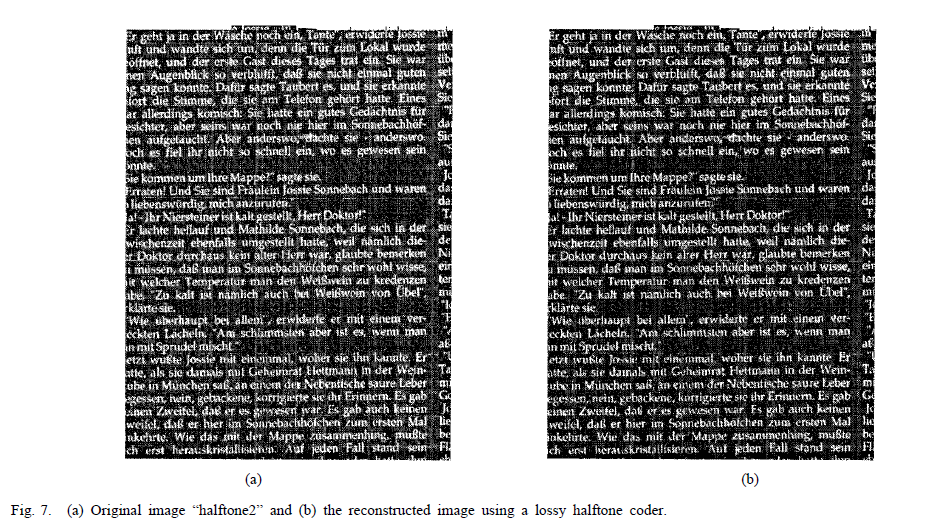 Er geht ja in der Wäsche noch ein, Tante", erwiderte Jossie
nft und wandte sich um, denn die Tür zum Lokal wurde
öffnet, und der erste Gast dieses Tages trat ein. Sie war
nen Augenblick so verblüfft, daß sie nicht einmal guten
ag sagen konnte. Dafür sagte Taubert es, und sie erkannte
fort die Stimme, die sie am Telefon gehört hatte. Eines
ar allerdings komisch: Sie hatte ein gutes Gedächtnis für
esichter, aber seins war noch nie hier im Sonnebachhöf-
en aufgetaucht. Aber anderswo, dachte sie - anderswo.
och es fiel ihr nicht so schnell ein, wo es gewesen sein
onnte.
Sie kommen um Ihre Mappe?" sagte sie.
Erraten! Und Sie sind Fräulein Jossie Sonnebach und waren
liebenswürdig, mich anzurufen?"
Ja! - Ihr Niersteiner ist kalt gestellt, Herr Doktor!"
Er lachte hellauf und Mathilde Sonnebach, die sich in der
wischenzeit ebenfalls umgestellt hatte, weil nämlich die-
er Doktor durchaus kein alter Herr war, glaubte bemerken
u müssen, daß man im Sonnebachhöfchen sehr wohl wisse,
it welcher Temperatur man den Weißwein zu kredenzen
abe. "Zu kalt ist nämlich auch bei Weißwein von Übel",
klärte sie.
"Wie überhaupt bei allem", erwiderte er mit einem ver-
eckten Lächeln. "Am schlimmsten aber ist es, wenn man
n mit Sprudel mischt."
etzt wußte Jossie mit einemmal, woher sie ihn kannte. Er
atte, als sie damals mit Geheimrat Hettmann in der Wein-
ube in München saß, an einem der Nebentische saure Leber
egessen, nein, gebackene, korrigierte sie ihr Erinnern. Es gab
einen Zweifel, daß er es gewesen war. Es gab auch keinen
weifel, daß er hier im Sonnebachhöfchen zum ersten Mal
inkehrte. Wie das mit der Mappe zusammenhing, mußte
ch erst herauskristallisieren. Auf jeden Fall stand sein
(a)
Er geht ja in der Wäsche noch ein, Tante", erwiderte Jossie
nft und wandte sich um, denn die Tür zum Lokal wurde
öffnet, und der erste Gast dieses Tages trat ein. Sie war
nen Augenblick so verblüfft, daß sie nicht einmal guten
ag sagen konnte. Dafür sagte Taubert es, und sie erkannte
fort die Stimme, die sie am Telefon gehört hatte. Eines
ar allerdings komisch: Sie hatte ein gutes Gedächtnis für
esichter, aber seins war noch nie hier im Sonnebachhöf-
en aufgetaucht. Aber anderswo, dachte sie - anderswo.
och es fiel ihr nicht so schnell ein, wo es gewesen sein
onnte.
Sie kommen um Ihre Mappe?" sagte sie.
Erraten! Und Sie sind Fräulein Jossie Sonnebach und waren
liebenswürdig, mich anzurufen?"
Ja! - Ihr Niersteiner ist kalt gestellt, Herr Doktor!"
Er lachte hellauf und Mathilde Sonnebach, die sich in der
wischenzeit ebenfalls umgestellt hatte, weil nämlich die-
er Doktor durchaus kein alter Herr war, glaubte bemerken
u müssen, daß man im Sonnebachhöfchen sehr wohl wisse,
it welcher Temperatur man den Weißwein zu kredenzen
abe. "Zu kalt ist nämlich auch bei Weißwein von Übel",
klärte sie.
"Wie überhaupt bei allem", erwiderte er mit einem ver-
eckten Lächeln. "Am schlimmsten aber ist es, wenn man
n mit Sprudel mischt."
etzt wußte Jossie mit einemmal, woher sie ihn kannte. Er
atte, als sie damals mit Geheimrat Hettmann in der Wein-
ube in München saß, an einem der Nebentische saure Leber
egessen, nein, gebackene, korrigierte sie ihr Erinnern. Es gab
einen Zweifel, daß er es gewesen war. Es gab auch keinen
weifel, daß er hier im Sonnebachhöfchen zum ersten Mal
inkehrte. Wie das mit der Mappe zusammenhing, mußte
ch erst herauskristallisieren. Auf jeden Fall stand sein
(b)
Fig. 7. (a) Original image "halftone2" and (b) the reconstructed image using a lossy halftone coder.